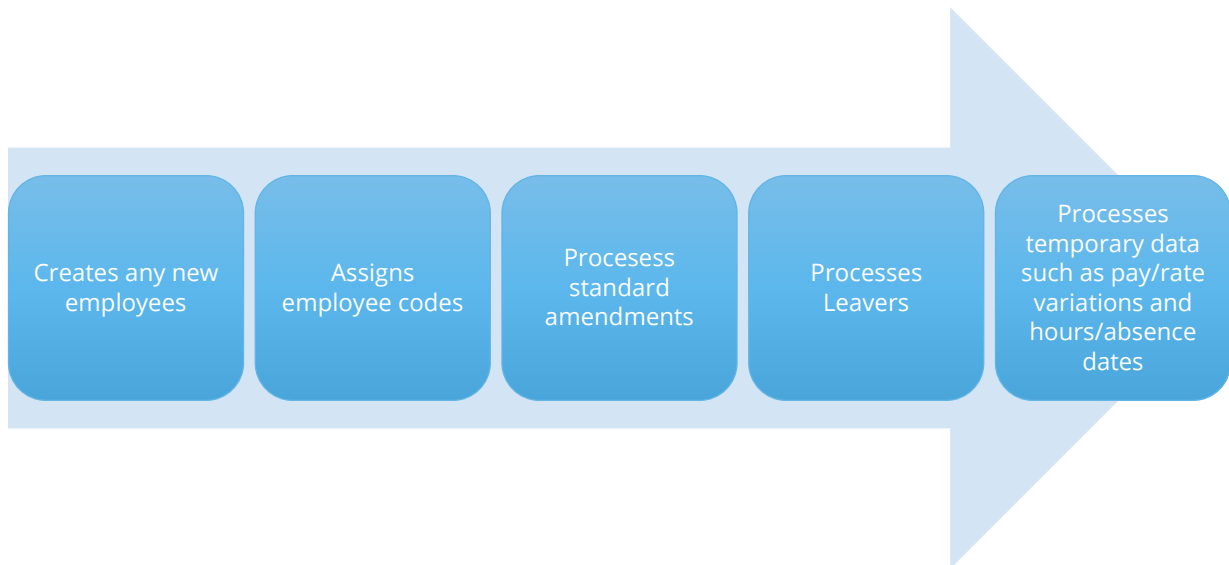 Creates any new
employees
Assigns
employee codes
Procesess
standard
amendments
Processes
Leavers
Processes
temporary data
such as pay/rate
variations and
hours/absence
dates